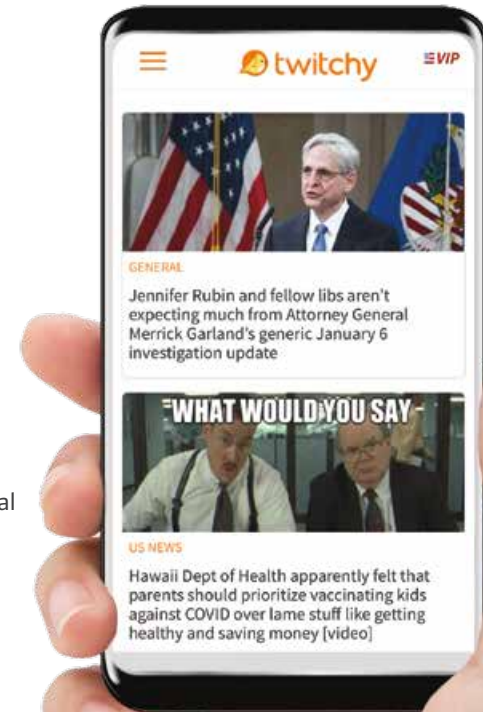 twitchy
VIP
GENERAL
Jennifer Rubin and fellow libs aren't
expecting much from Attorney General
Merrick Garland's generic January 6
investigation update
"WHAT WOULD YOU SAY
al
US NEWS
Hawaii Dept of Health apparently felt that
parents should prioritize vaccinating kids
against COVID over lame stuff like getting
healthy and saving money [video]